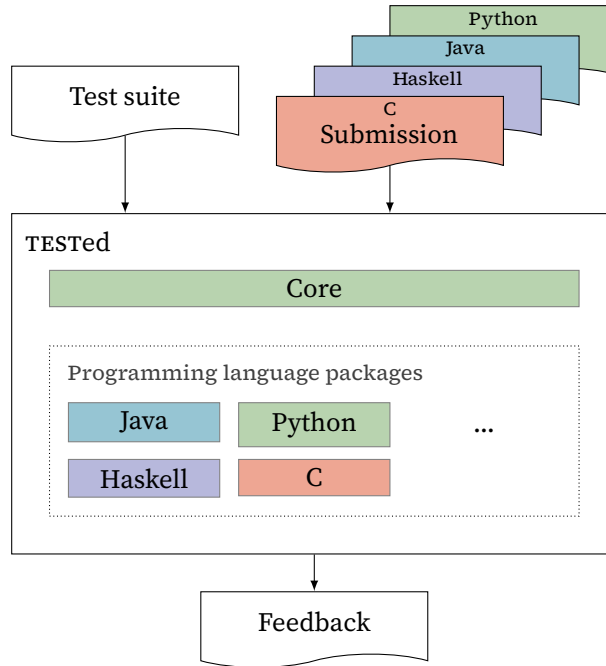 Python
Java
Haskell
C
Test suite
Submission
TESTed
Core
Programming language packages
Java
Python
...
Haskell
C
Feedback